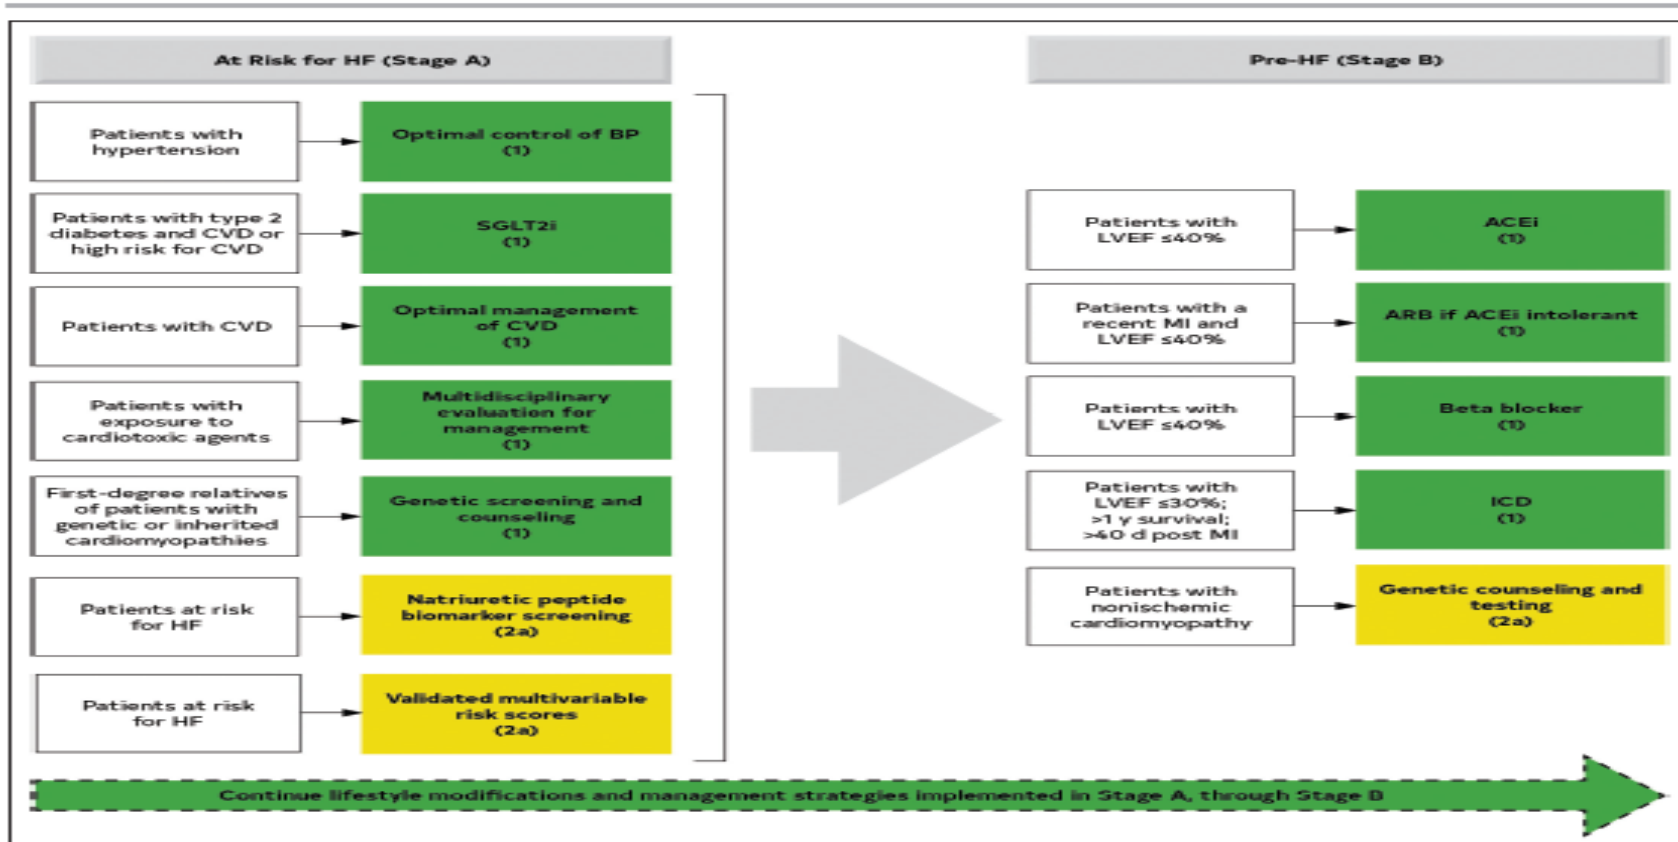 At Risk for HF (Stage A)
Patients with
hypertension
Optimal control of BP
(1)
Patients with type 2
diabetes and CVD or
high risk for CVD
SGLT2i
(1)
Patients with CVD
Optimal management
of CVD
(1)
Patients with
exposure to
cardiotoxic agents
Multidisciplinary
evaluation for
management
(1)
First-degree relatives
of patients with
genetic or inherited
cardiomyopathies
Genetic screening and
counseling
(1)
Patients at risk
for HF
Natriuretic peptide
biomarker screening
(2a)
Patients at risk
for HF
Validated multivariable
risk scores
(2a)
Pre-HF (Stage B)
Patients with
LVEF ≤40%
ACEi
(1)
Patients with a
recent MI and
LVEF ≤40%
ARB if ACEi intolerant
(1)
Patients with
LVEF ≤40%
Beta blocker
(1)
Patients with
LVEF ≤30%;
>1 y survival;
>40 d post MI
ICD
(1)
Patients with
nonischemic
cardiomyopathy
Genetic counseling and
testing
(2a)
Continue lifestyle modifications and management strategies implemented in Stage A, through Stage B